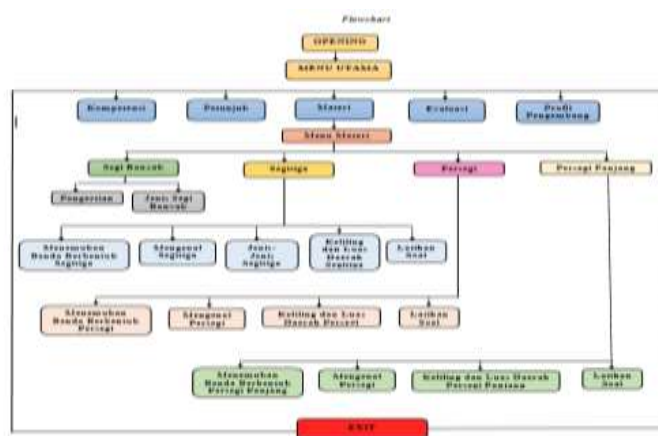 Flowchart
OPENING
MENU UTAMA
Kompetensi
Petunjuk
Materi
Evaluasi
Profil
Pengembang
Menu Materi
Segi Banyak
Segitiga
Persegi
Persegi Panjang
Pengertian
Jenis Segi
Banyak
Menemukan
Benda Berbentuk
Segitiga
Mengenal
Segitiga
Jenis-
Jenis
Segitiga
Keliling
dan Luas
Daerah
Segitiga
Latihan
Soal
Menemukan
Benda Berbentuk
Persegi
Mengenal
Persegi
Keliling dan Luas
Daerah Persegi
Latihan
Soal
Menemukan
Benda Berbentuk
Persegi Panjang
Mengenal
Persegi
Keliling dan Luas Daerah
Persegi Panjang
Latihan
Soal
EXIT